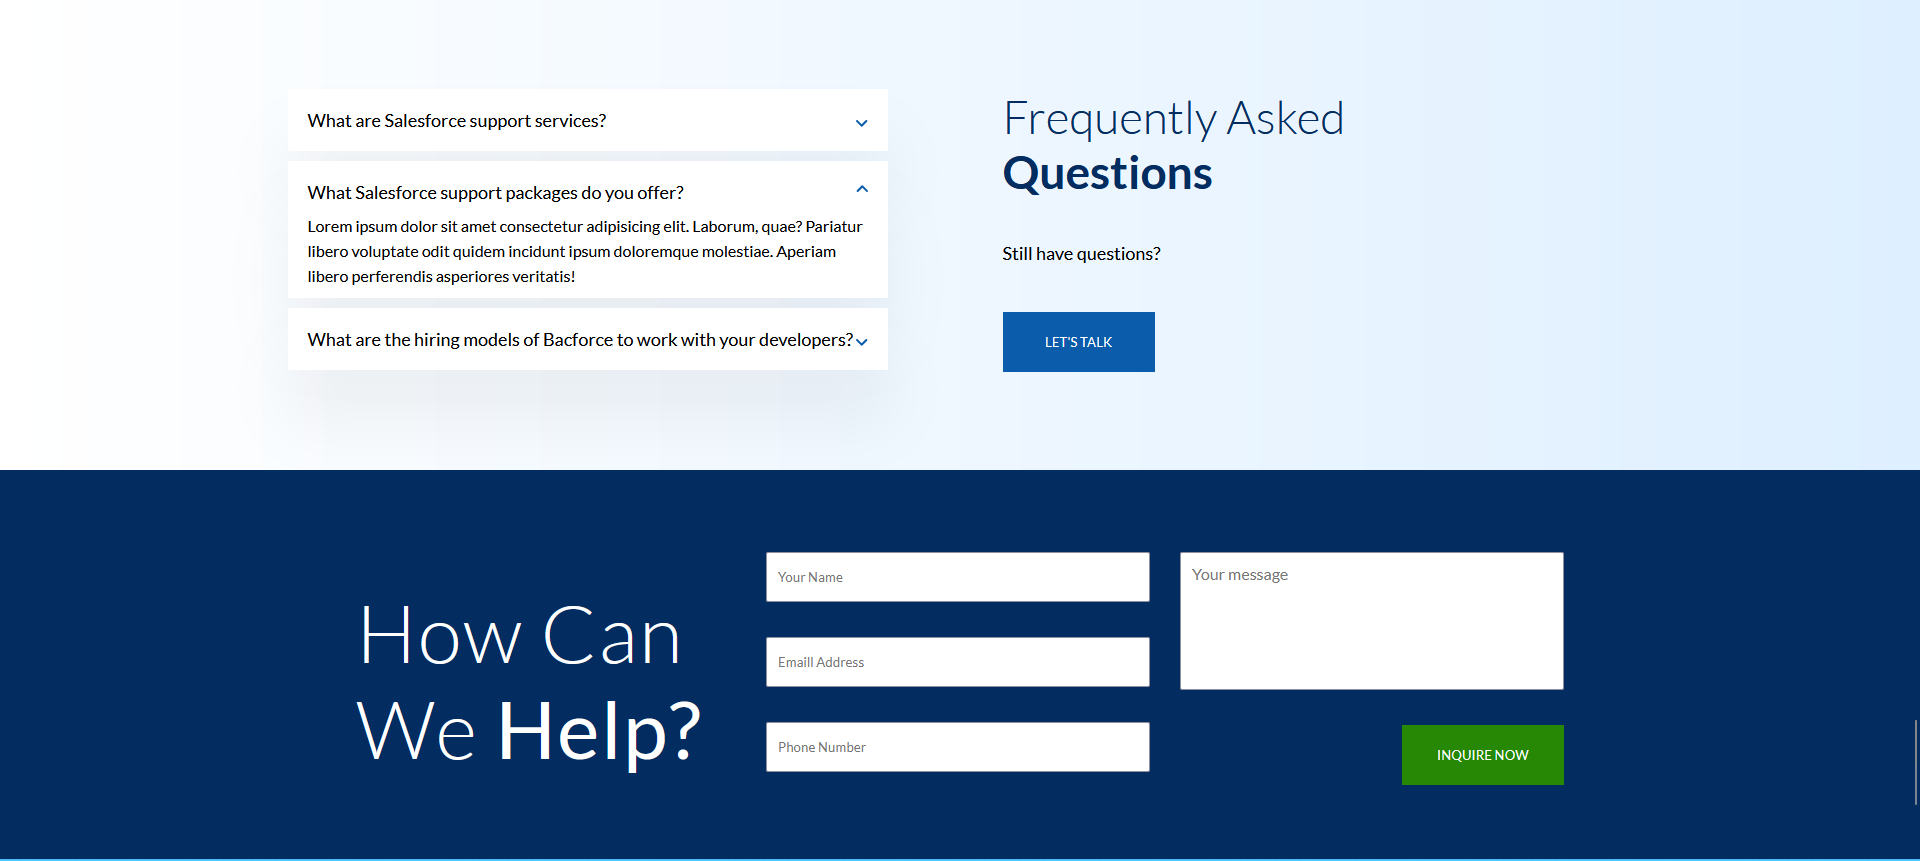 What are Salesforce support services?
What Salesforce support packages do you offer?
Lorem ipsum dolor sit amet consectetur adipisicing elit. Laborum, quae? Pariatur
libero voluptate odit quidem incidunt ipsum doloremque molestiae. Aperiam
libero perferendis asperiores veritatis!
What are the hiring models of Bacforce to work with your developers?
Frequently Asked
Questions
Still have questions?
LET'S TALK
How Can
We Help?
Your Name
Emaill Address
Phone Number
Your message
INQUIRE NOW